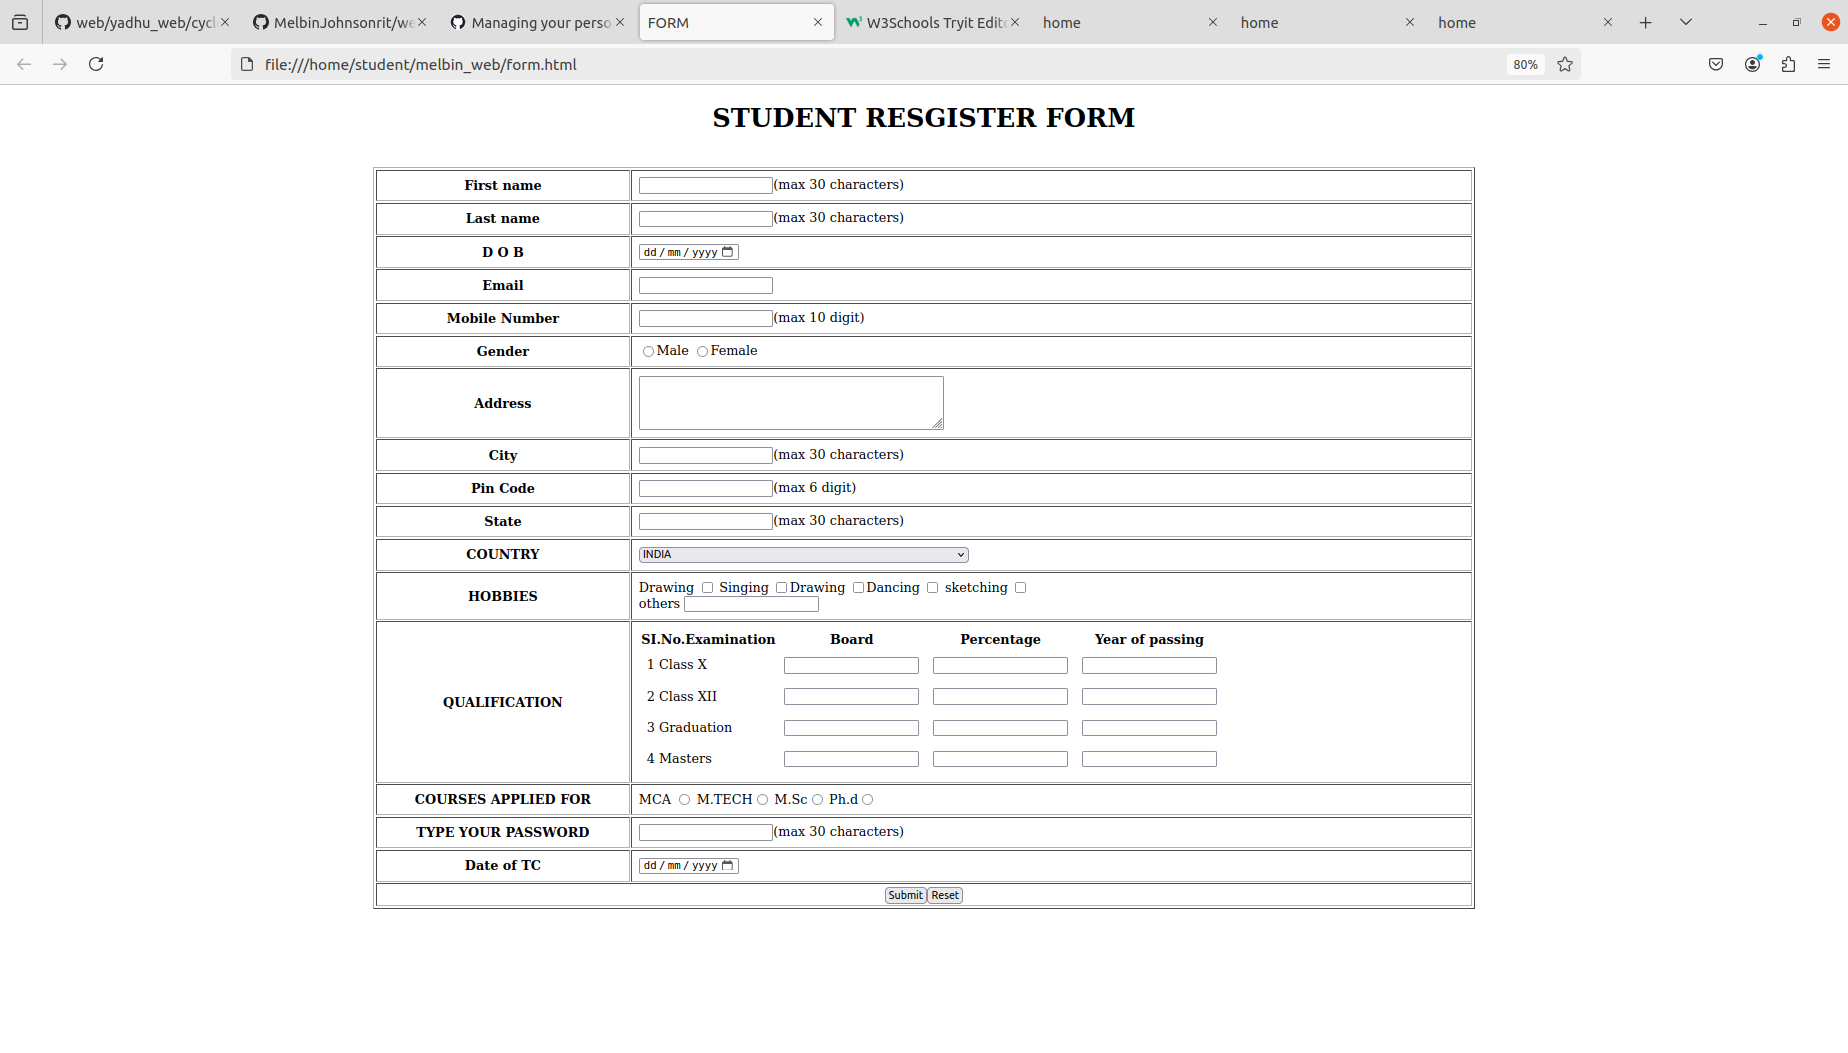 web/yadhu_web/cycl
MelbinJohnsonrit/we
Managing your perso
FORM
W3Schools Tryit Edito
home
home
home
file:///home/student/melbin_web/form.html
80%
STUDENT RESGISTER FORM
First name (max 30 characters)
Last name (max 30 characters)
D O B dd / mm / yyyy
Email
Mobile Number (max 10 digit)
Gender Male Female
Address
City (max 30 characters)
Pin Code (max 6 digit)
State (max 30 characters)
COUNTRY INDIA
HOBBIES Drawing Singing Drawing Dancing sketching
others
QUALIFICATION
SI.No.Examination Board Percentage Year of passing
1 Class X
2 Class XII
3 Graduation
4 Masters
COURSES APPLIED FOR MCA M.TECH M.Sc Ph.d
TYPE YOUR PASSWORD (max 30 characters)
Date of TC dd / mm / yyyy
Submit Reset